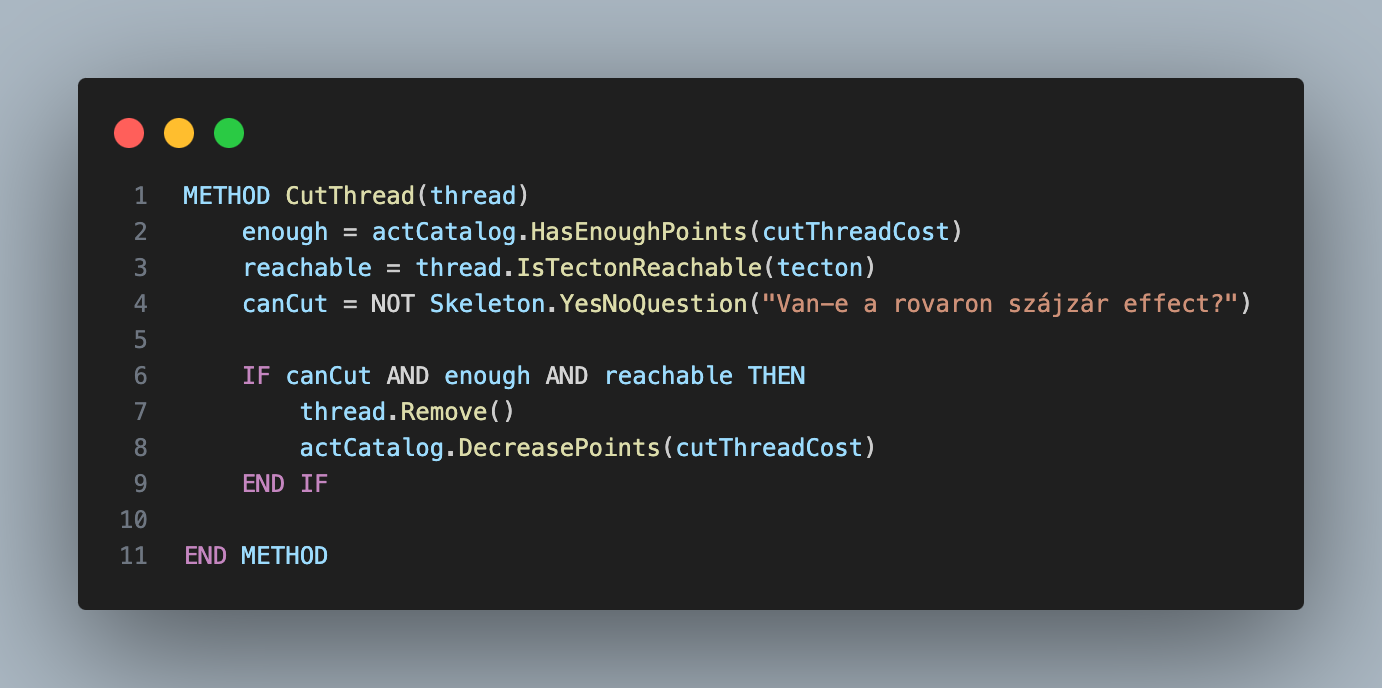 1 METHOD CutThread(thread)
2     enough = actCatalog.HasEnoughPoints(cutThreadCost)
3     reachable = thread.IsTectonReachable(tecton)
4     canCut = NOT Skeleton.YesNoQuestion("Van-e a rovaron szájzár effect?")
5
6     IF canCut AND enough AND reachable THEN
7         thread.Remove()
8         actCatalog.DecreasePoints(cutThreadCost)
9     END IF
10
11 END METHOD